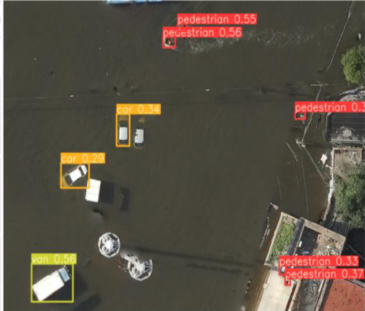 pedestrian 0.55
pedestrian 0.56
pedestrian 0.3
car 0.34
car 0.29
van 0.56
pedestrian 0.33
pedestrian 0.37